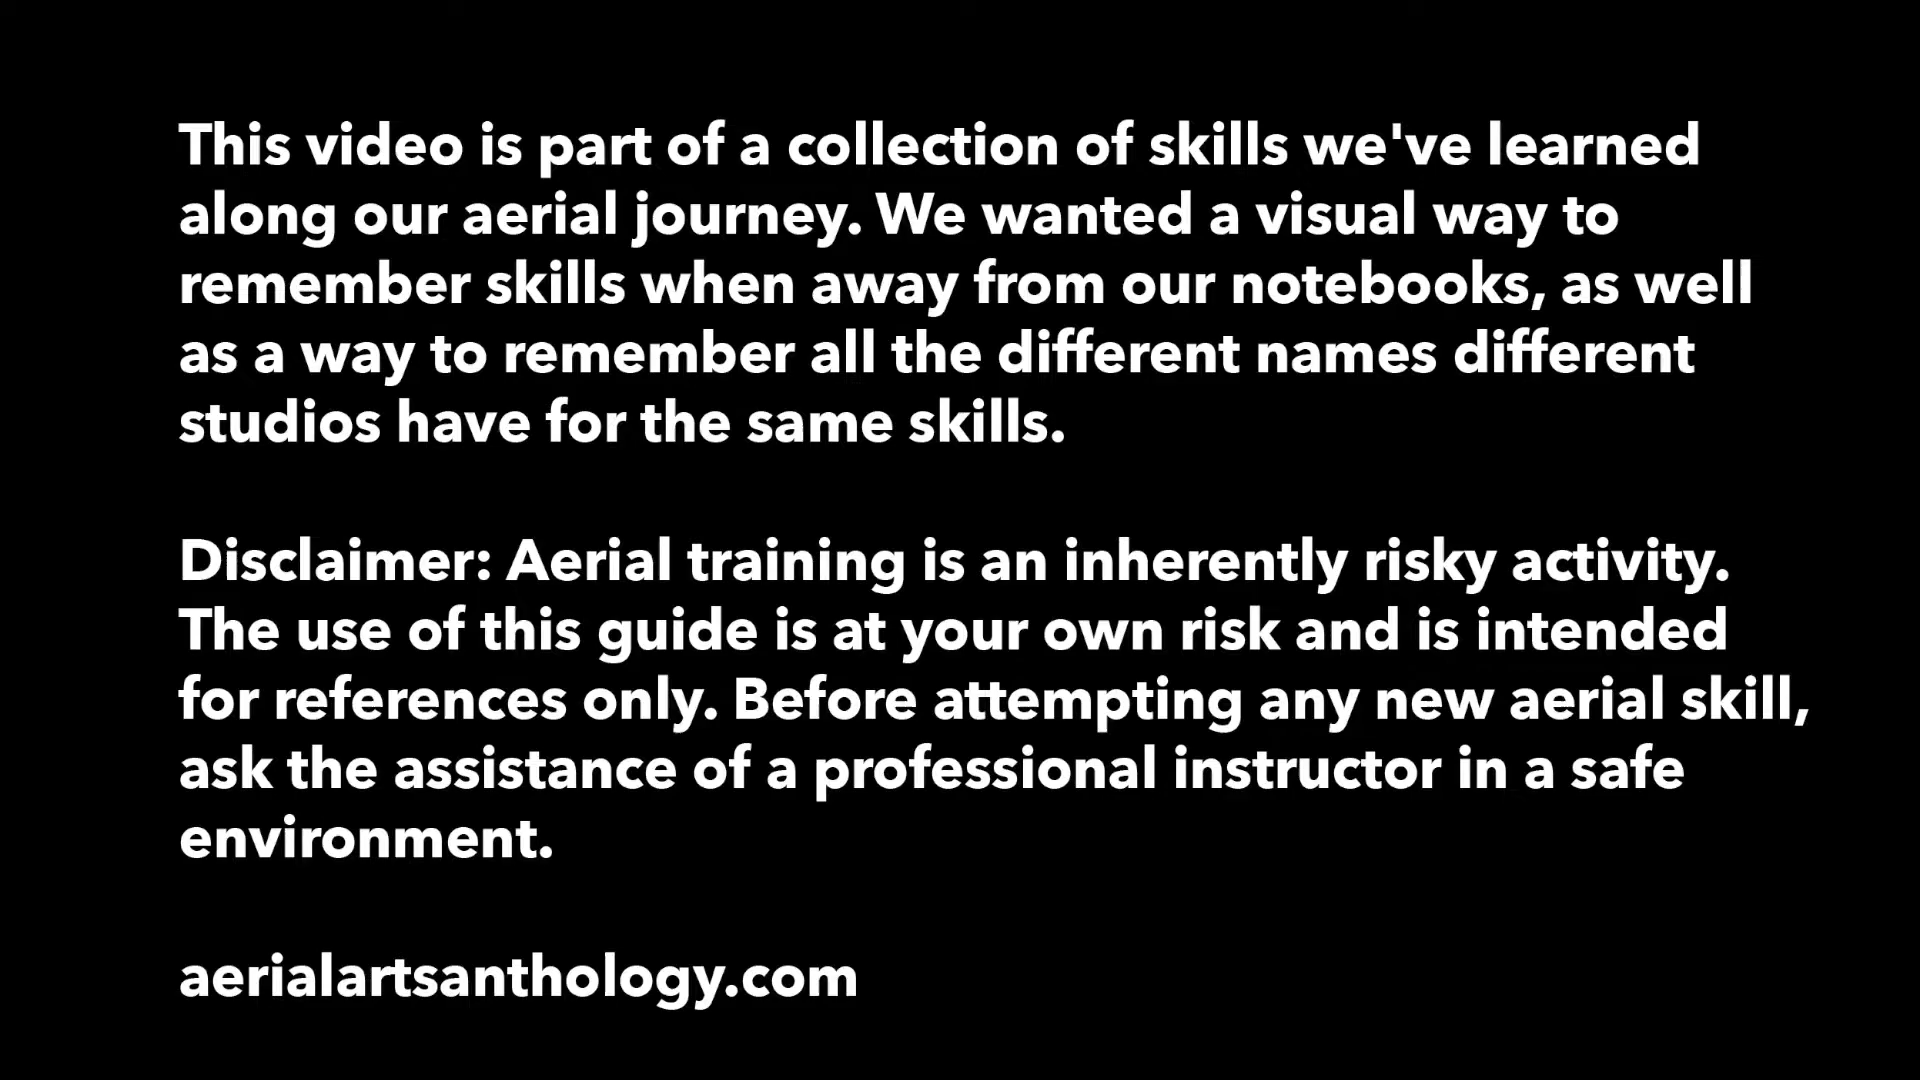 This video is part of a collection of skills we've learned
along our aerial journey. We wanted a visual way to
remember skills when away from our notebooks, as well
as a way to remember all the different names different
studios have for the same skills.
Disclaimer: Aerial training is an inherently risky activity.
The use of this guide is at your own risk and is intended
for references only. Before attempting any new aerial skill,
ask the assistance of a professional instructor in a safe
environment.
aerialartsanthology.com